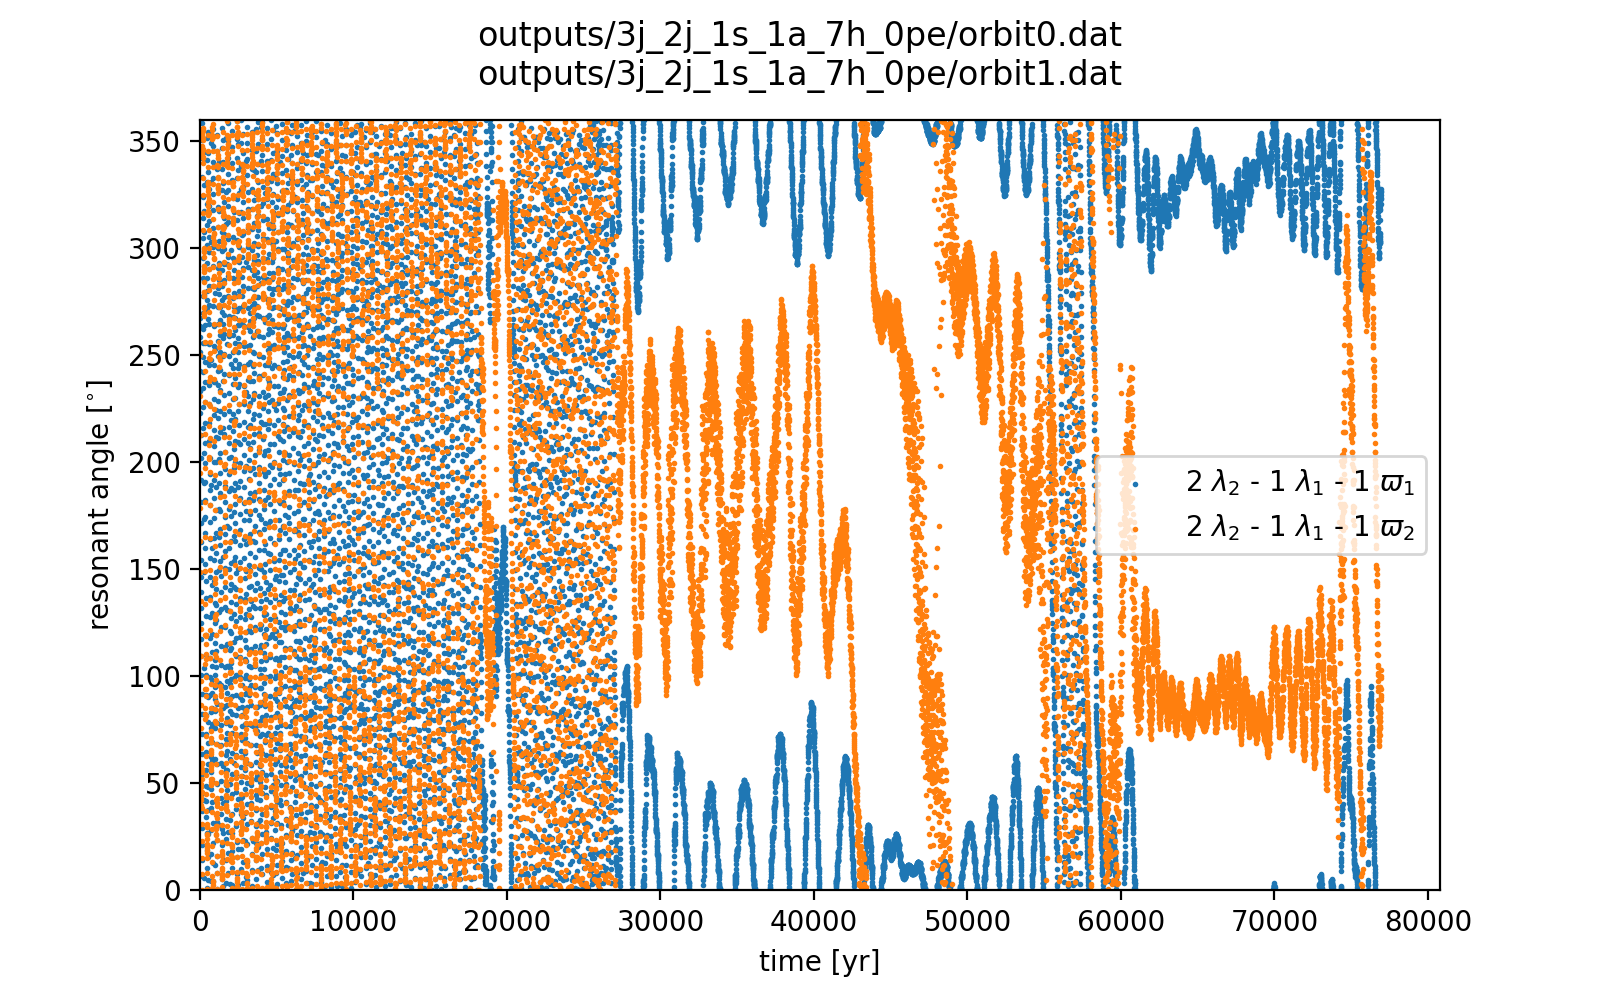 outputs/3j_2j_1s_1a_7h_0pe/orbit0.dat
outputs/3j_2j_1s_1a_7h_0pe/orbit1.dat
350
300
250
200
150
100
50
0
resonant angle [°]
2 λ₂ - 1 λ₁ - 1 ϖ₁
2 λ₂ - 1 λ₁ - 1 ϖ₂
0 10000 20000 30000 40000 50000 60000 70000 80000
time [yr]